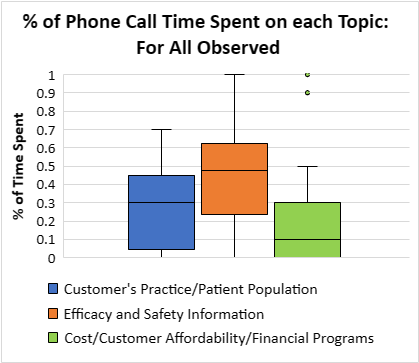 % of Phone Call Time Spent on each Topic:
For All Observed
% of Time Spent
1
0.9
0.8
0.7
0.6
0.5
0.4
0.3
0.2
0.1
0
Customer's Practice/Patient Population
Efficacy and Safety Information
Cost/Customer Affordability/Financial Programs